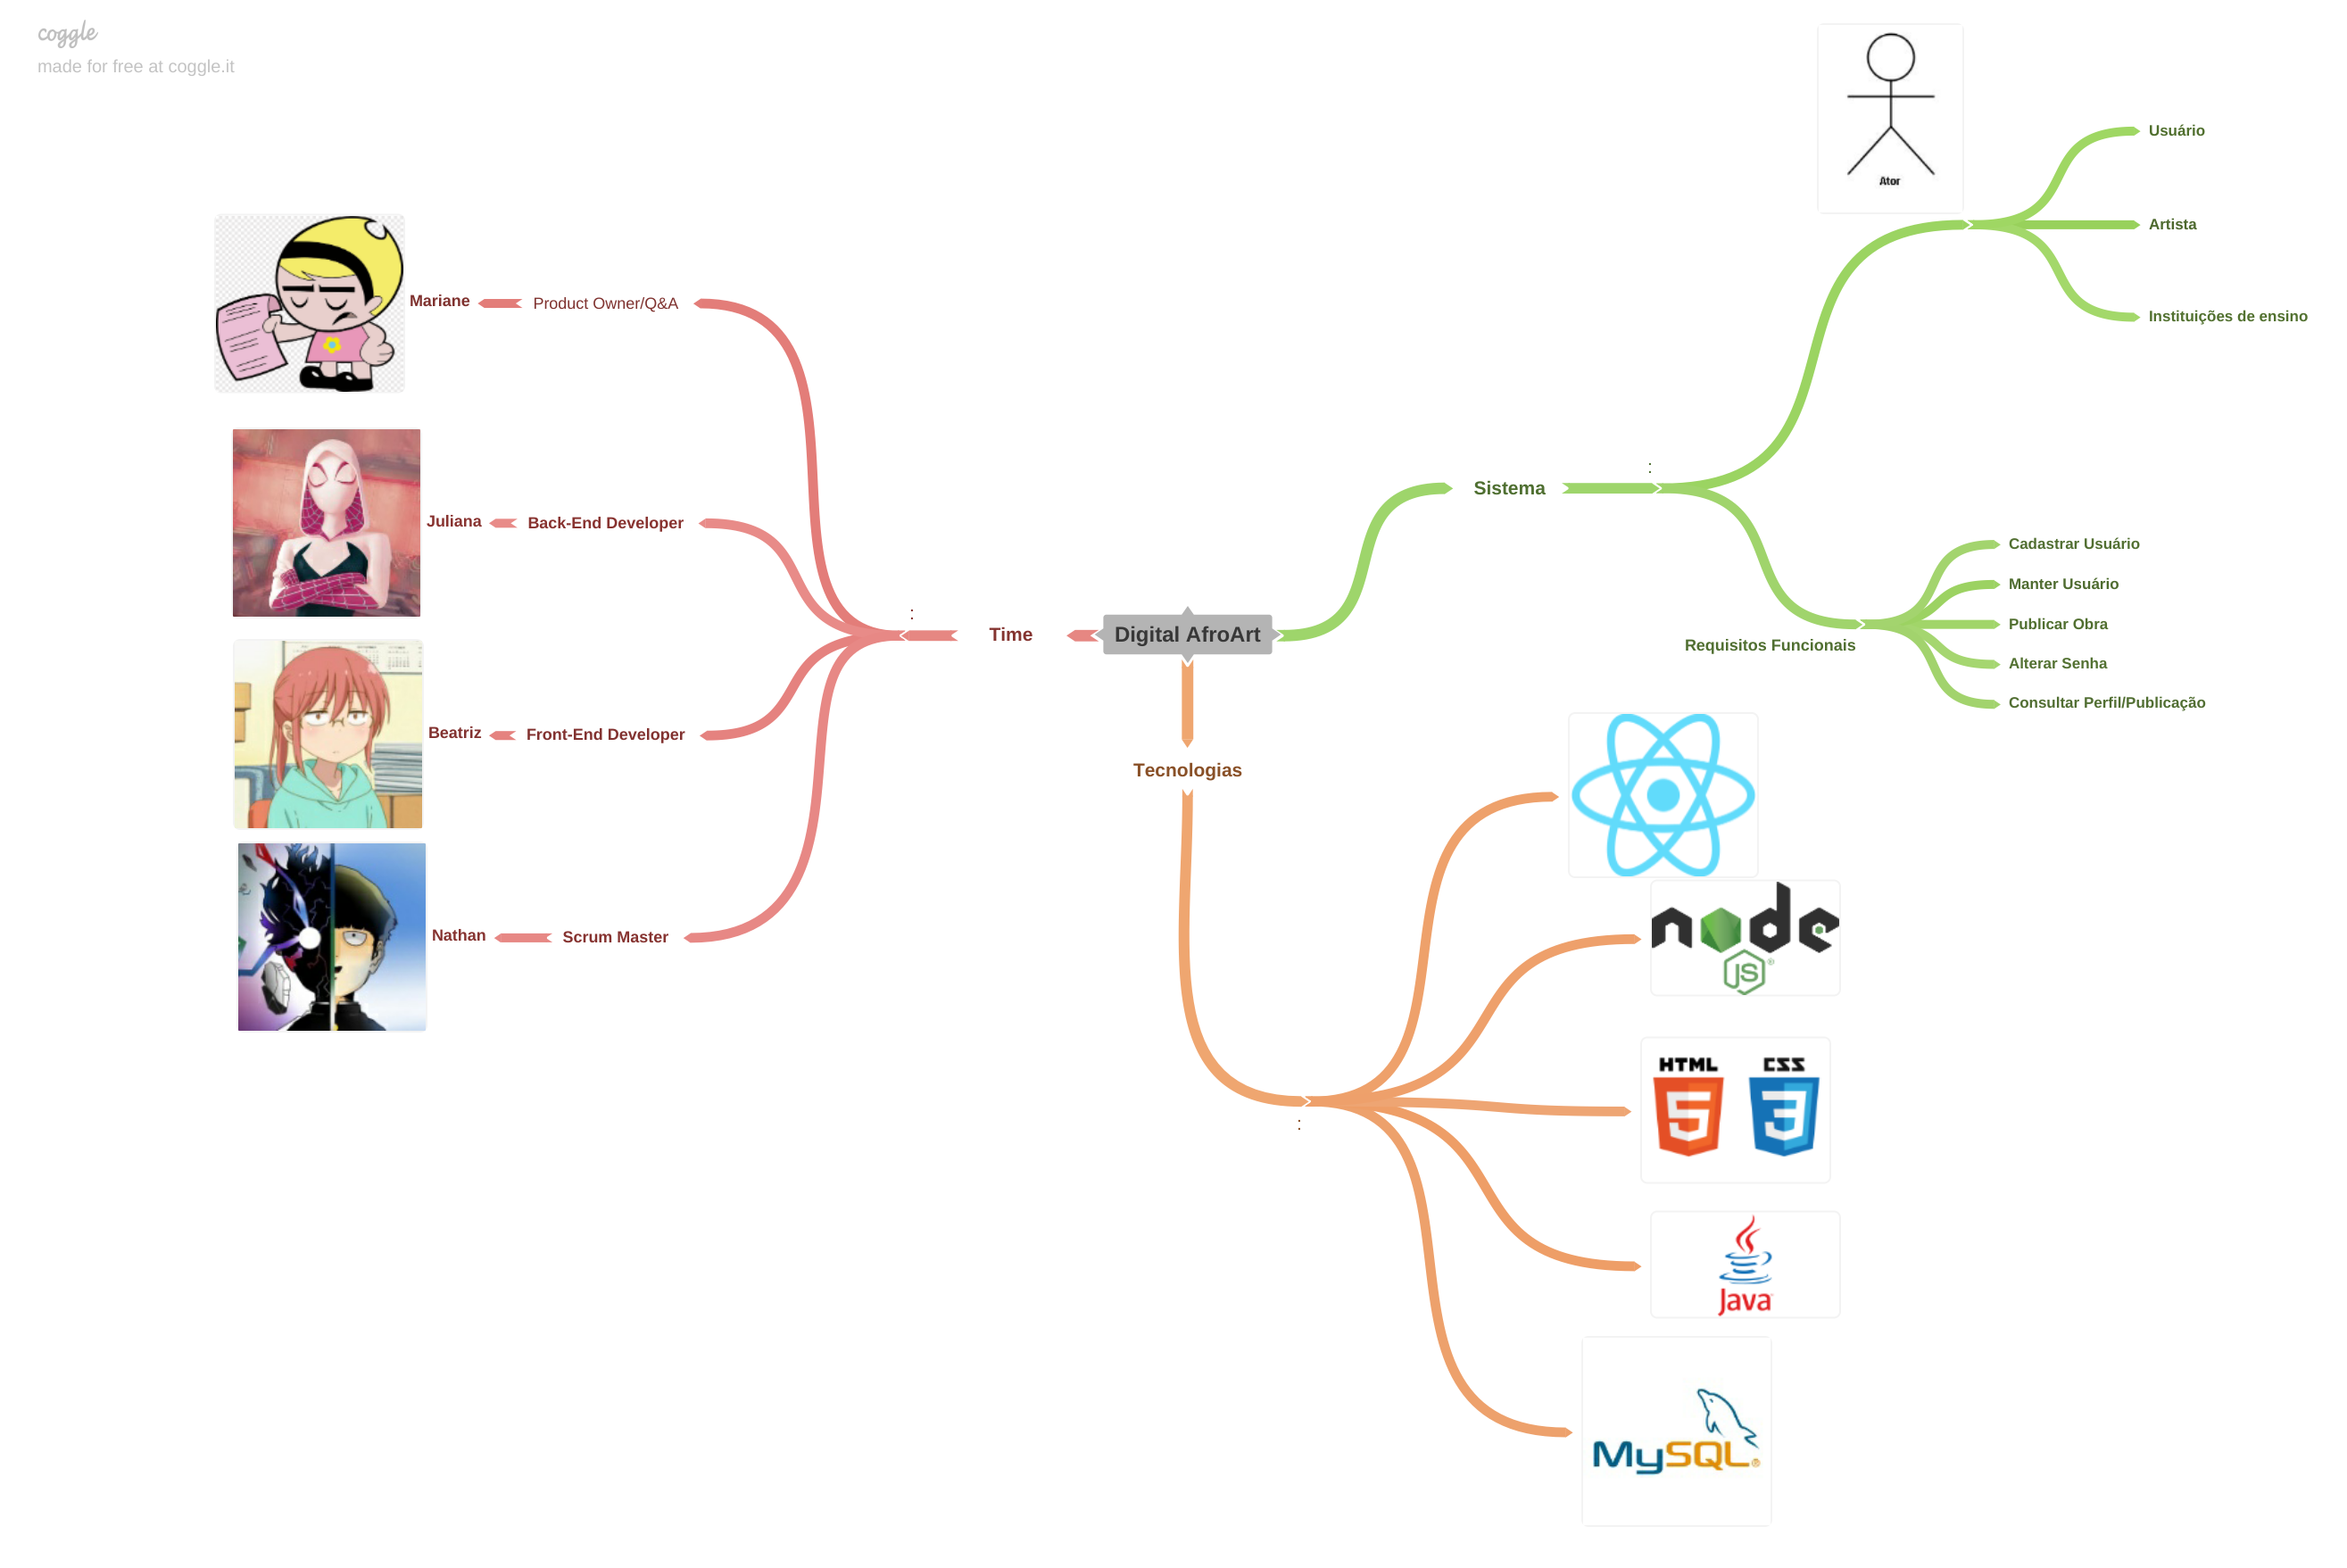 coggle
made for free at coggle.it
Ator
Usuário
Artista
Instituições de ensino
Mariane
Product Owner/Q&A
Juliana
Back-End Developer
Beatriz
Front-End Developer
Nathan
Scrum Master
:
Time
Digital AfroArt
Sistema
:
Requisitos Funcionais
Cadastrar Usuário
Manter Usuário
Publicar Obra
Alterar Senha
Consultar Perfil/Publicação
Tecnologias
:
node
JS®
HTML CSS
5 3
Java
MySQL®